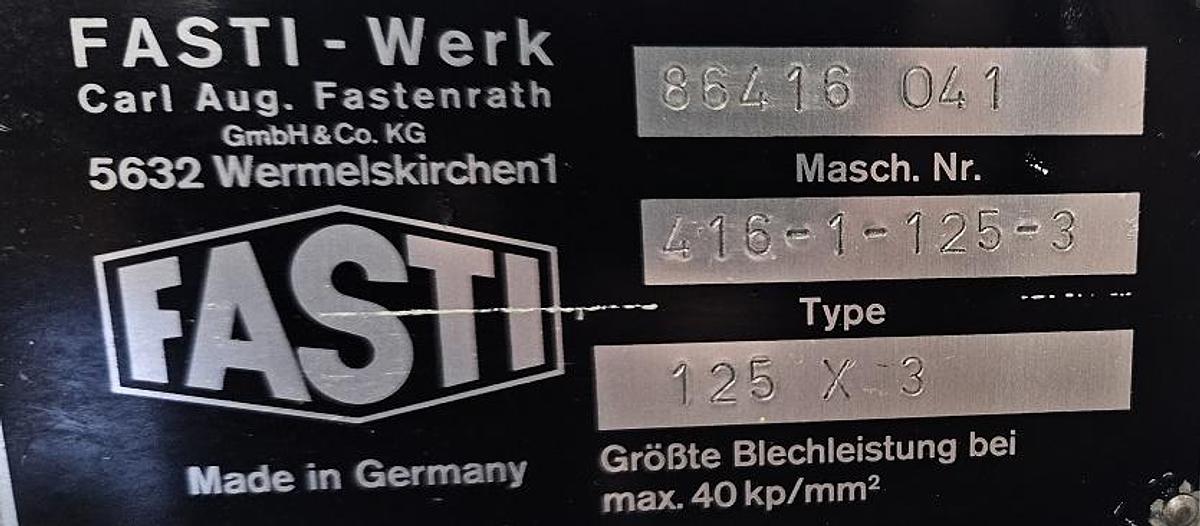 FASTI - Werk
Carl Aug. Fastenrath
GmbH & Co. KG
5632 Wermelskirchen1
FASTI
Made in Germany
86416 041
Masch. Nr.
416-1-125-3
Type
125 X 3
Größte Blechleistung bei
max. 40 kp/mm²